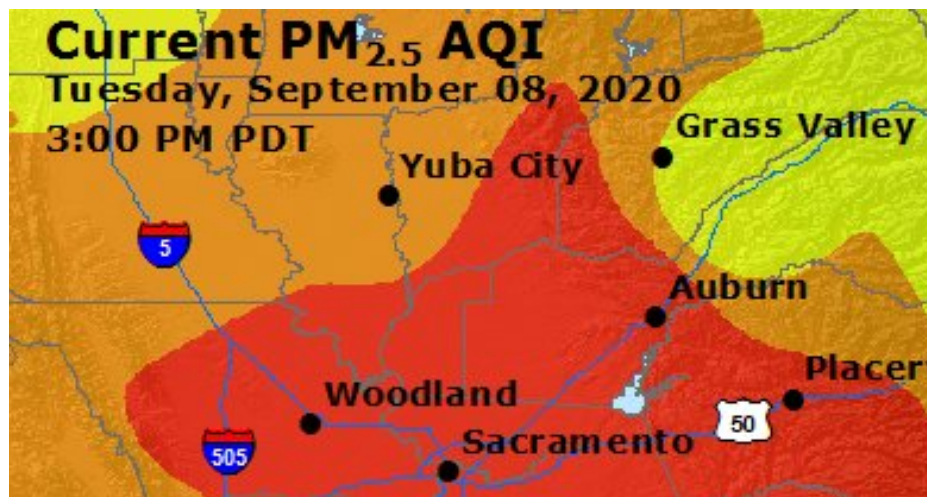 Current PM2.5 AQI
Tuesday, September 08, 2020
3:00 PM PDT
Grass Valley
Yuba City
5
Auburn
Placer
Woodland
50
Sacramento
505